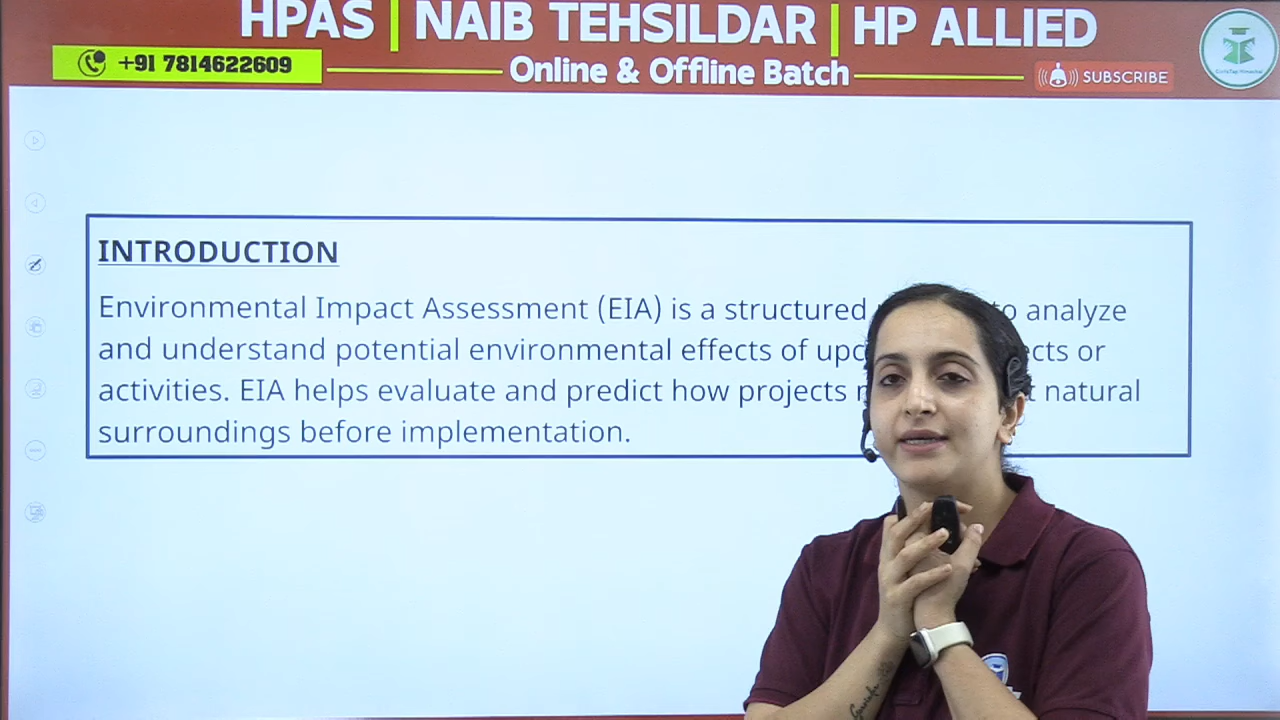 HPAS | NAIB TEHSILDAR | HP ALLIED
+91 7814622609
Online & Offline Batch
SUBSCRIBE
INTRODUCTION
Environmental Impact Assessment (EIA) is a structured to analyze
and understand potential environmental effects of or
activities. EIA helps evaluate and predict how projects natural
surroundings before implementation.